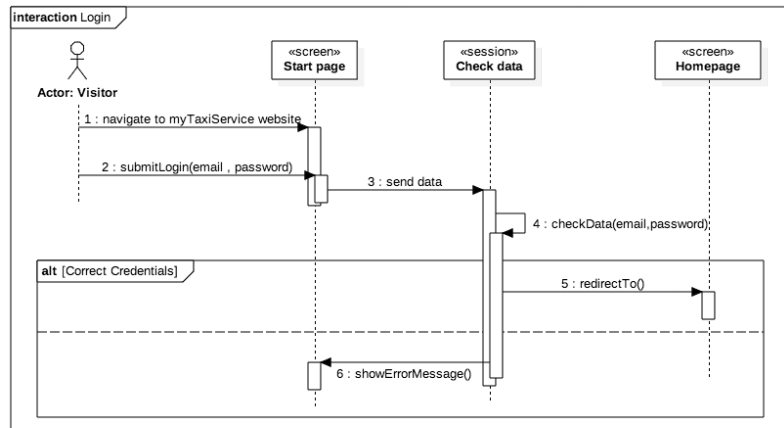 interaction Login
«screen»
Start page
«session»
Check data
«screen»
Homepage
Actor: Visitor
1 : navigate to myTaxiService website
2 : submitLogin(email , password)
3 : send data
4 : checkData(email,password)
alt [Correct Credentials]
5 : redirectTo()
6 : showErrorMessage()